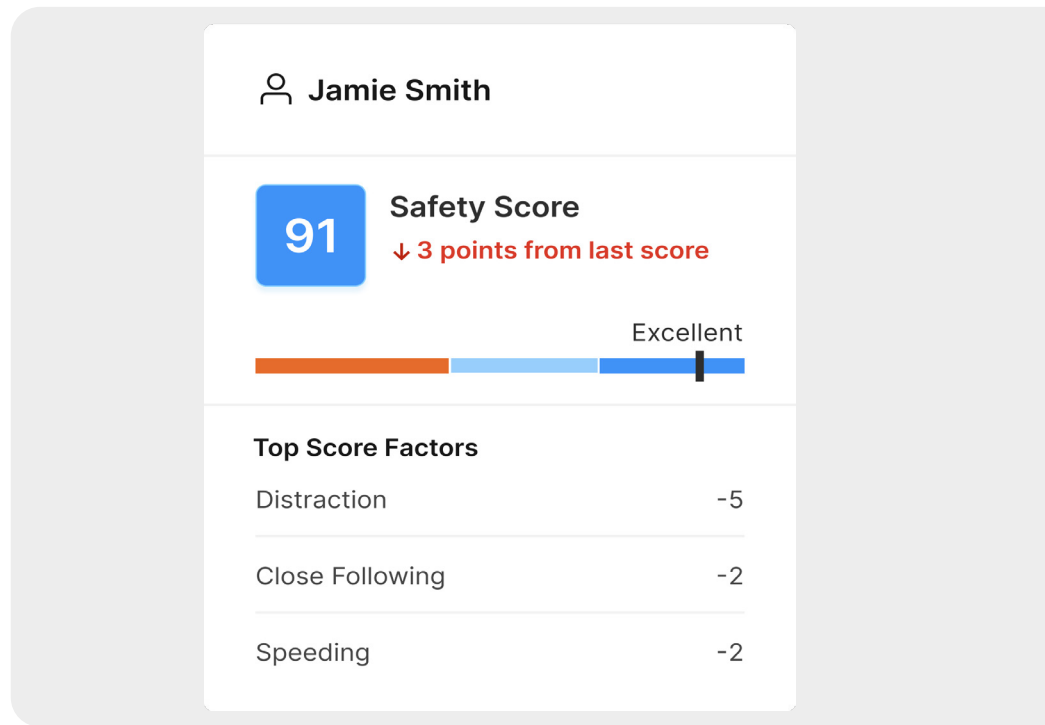 Jamie Smith
91
Safety Score
↓ 3 points from last score
Excellent
Top Score Factors
Distraction -5
Close Following -2
Speeding -2